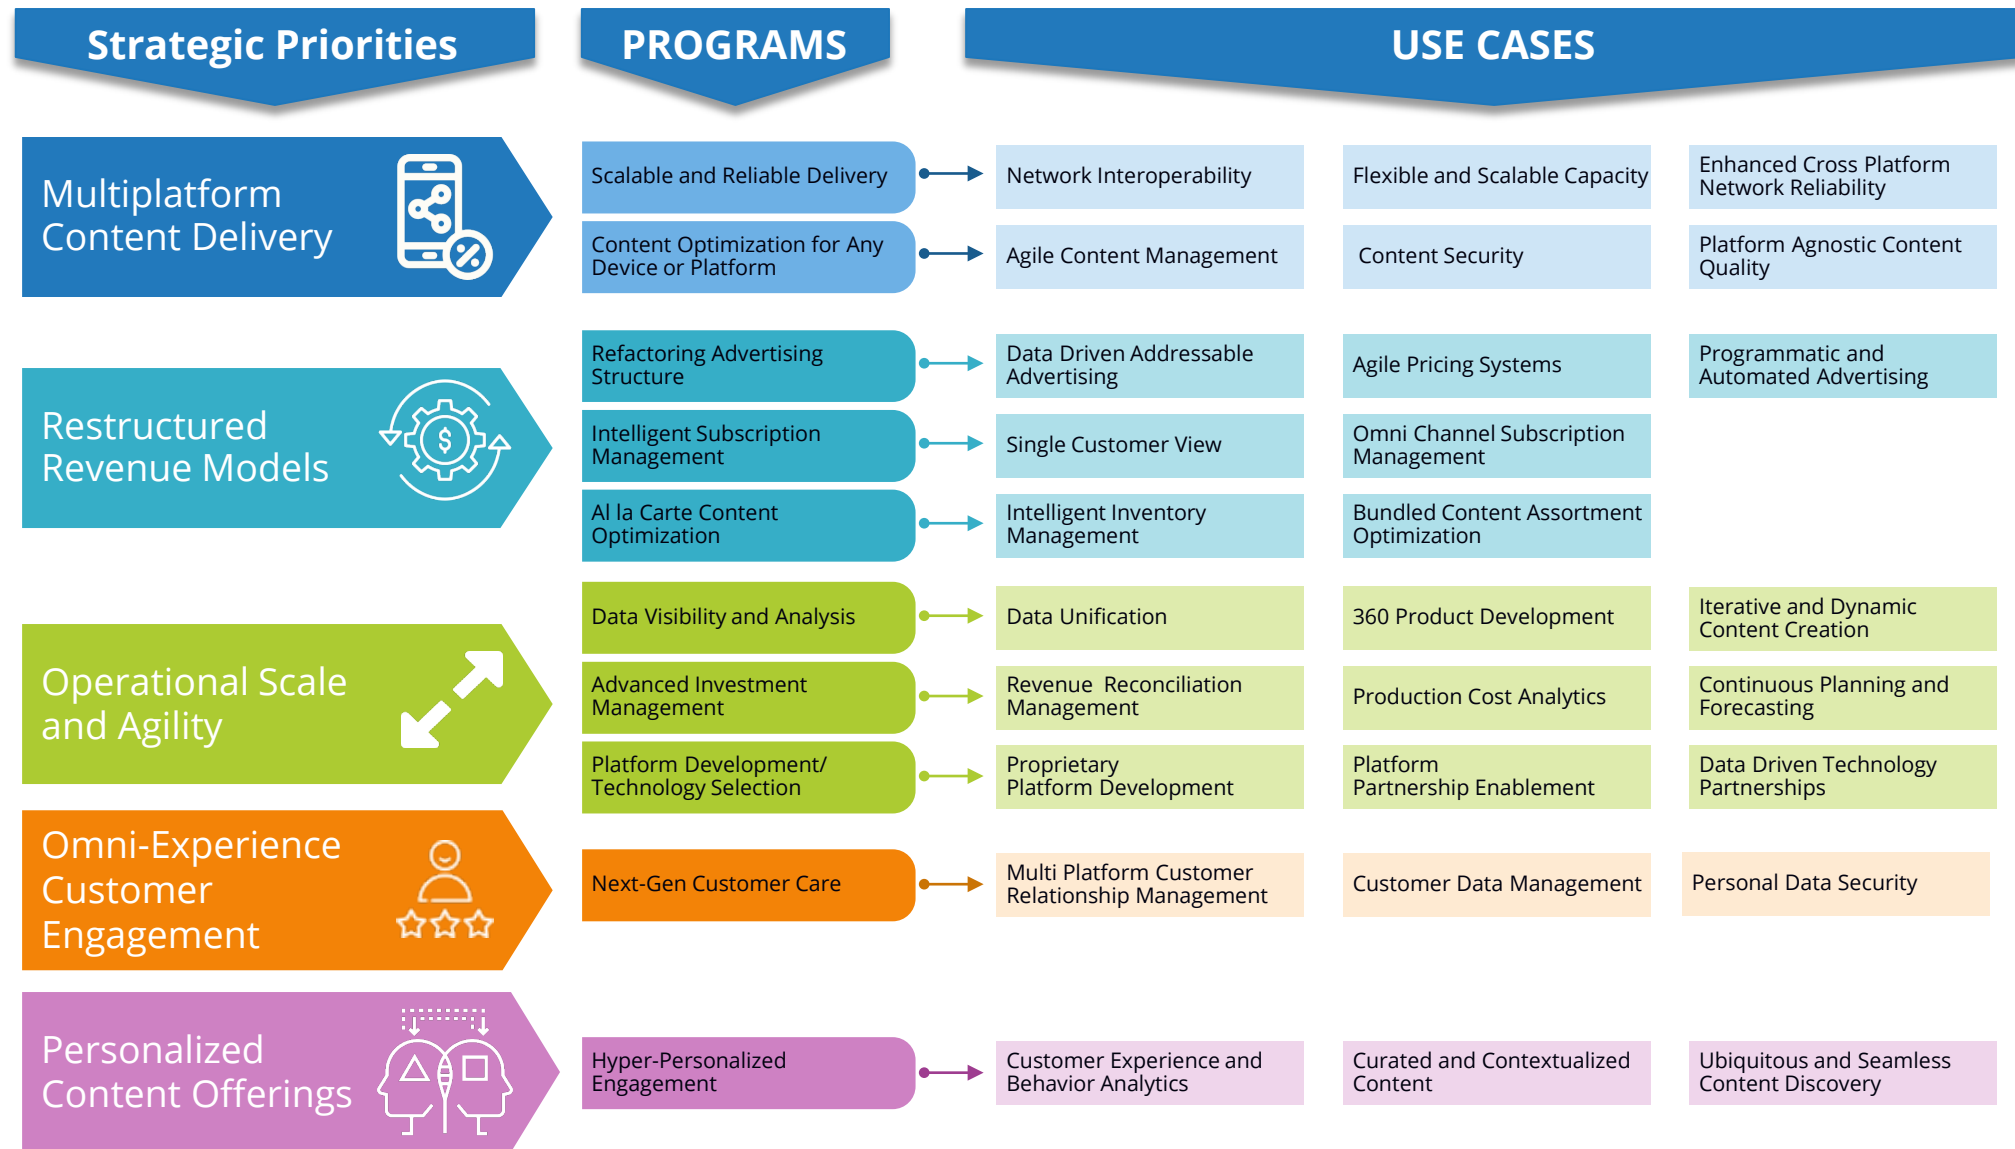 Strategic Priorities
PROGRAMS
USE CASES
Multiplatform
Content Delivery
Scalable and Reliable Delivery
Network Interoperability
Flexible and Scalable Capacity
Enhanced Cross Platform
Network Reliability
Content Optimization for Any
Device or Platform
Agile Content Management
Content Security
Platform Agnostic Content
Quality
Restructured
Revenue Models
$
Refactoring Advertising
Structure
Data Driven Addressable
Advertising
Agile Pricing Systems
Programmatic and
Automated Advertising
Intelligent Subscription
Management
Single Customer View
Omni Channel Subscription
Management
Al la Carte Content
Optimization
Intelligent Inventory
Management
Bundled Content Assortment
Optimization
Operational Scale
and Agility
Data Visibility and Analysis
Data Unification
360 Product Development
Iterative and Dynamic
Content Creation
Advanced Investment
Management
Revenue  Reconciliation
Management
Production Cost Analytics
Continuous Planning and
Forecasting
Platform Development/
Technology Selection
Proprietary
Platform Development
Platform
Partnership Enablement
Data Driven Technology
Partnerships
Omni-Experience
Customer
Engagement
Next-Gen Customer Care
Multi Platform Customer
Relationship Management
Customer Data Management
Personal Data Security
Personalized
Content Offerings
Hyper-Personalized
Engagement
Customer Experience and
Behavior Analytics
Curated and Contextualized
Content
Ubiquitous and Seamless
Content Discovery